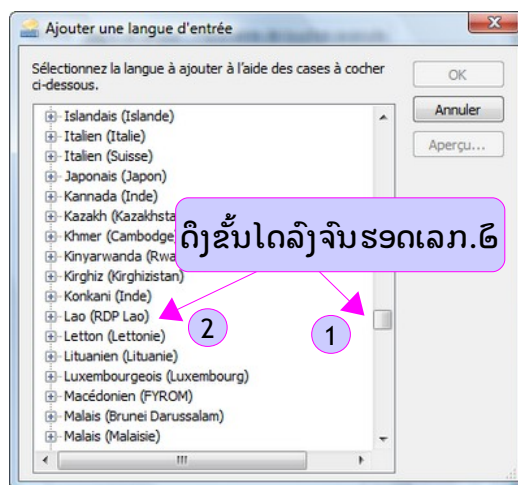 Ajouter une langue d'entrée
Sélectionnez la langue à ajouter à l'aide des cases à cocher
ci-dessous.
OK
Annuler
Aperçu...
Islandais (Islande)
Italien (Italie)
Italien (Suisse)
Japonais (Japon)
Kannada (Inde)
Kazakh (Kazakhsta
Khmer (Cambodge)
Kinyarwanda (Rwa
Kirghiz (Kirghizistan)
Konkani (Inde)
Lao (RDP Lao)
Letton (Lettonie)
Lituanien (Lituanie)
Luxembourgeois (Luxembourg)
Macédonien (FYROM)
Malais (Brunei Darussalam)
Malais (Malaisie)
ດຶງຂັ້ນໄດລົງຈົນຮອດເລກ.໖
2
1